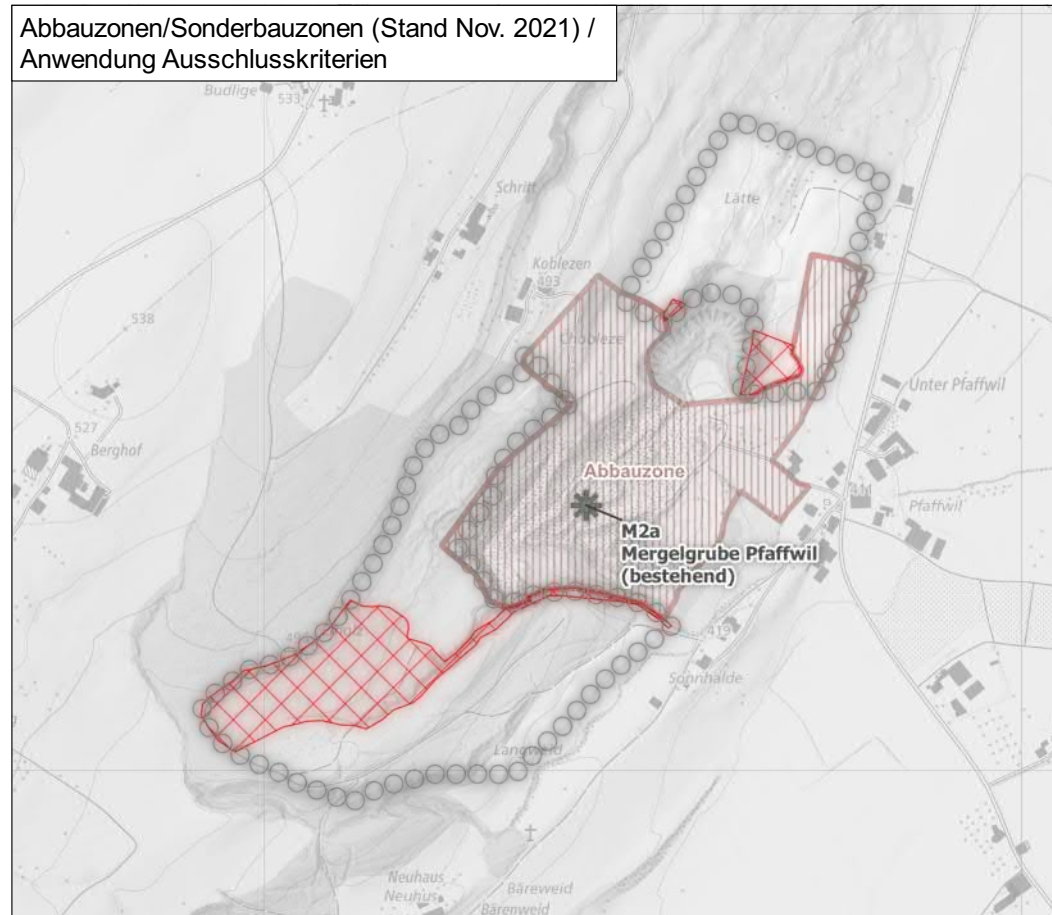 Abbauzonen/Sonderbauzonen (Stand Nov. 2021) /
Anwendung Ausschlusskriterien
Budlige
533
Schritt
Lätte
Koblezen
493
Chobleze
538
Unter Pfaffwil
527
Berghof
Abbauzone
Pfaffwil
M2a
Mergelgrube Pfaffwil
(bestehend)
419
Sonnhalde
Langweid
Neuhaus
Neuhus
Bäreweid
Bärenweid